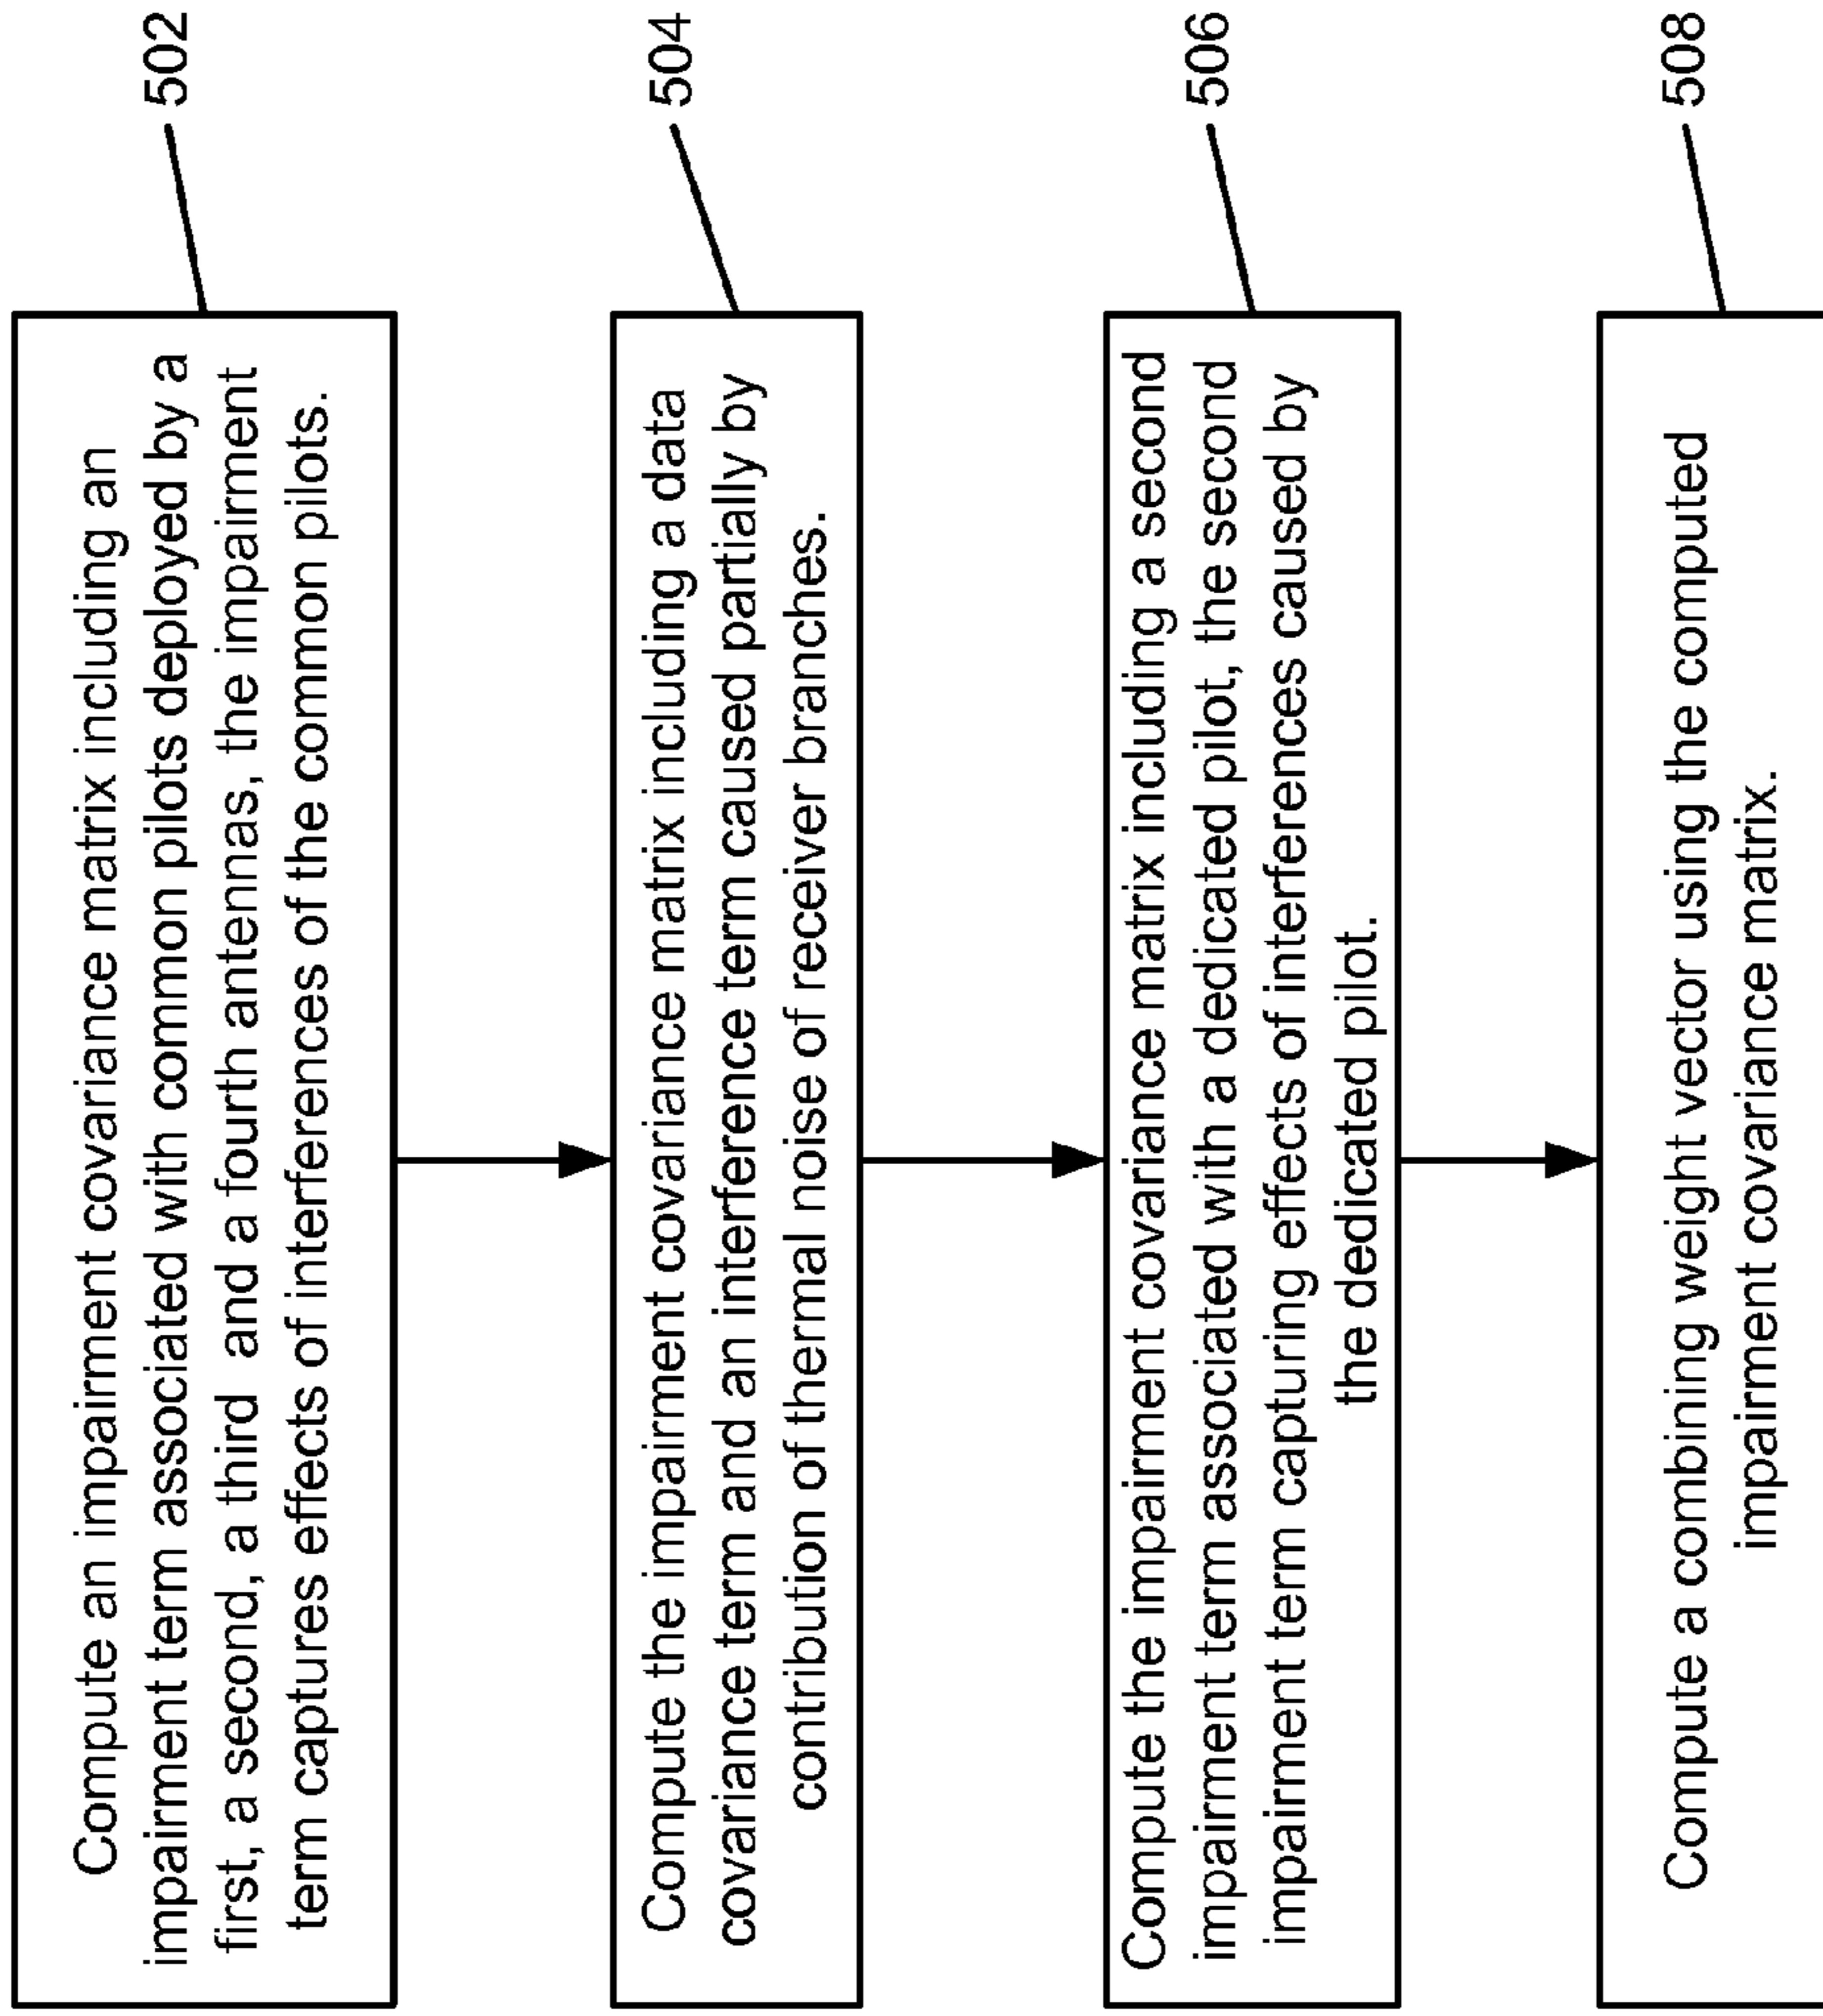 Compute an impairment covariance matrix including an
impairment term associated with common pilots deployed by a
first, a second, a third and a fourth antennas, the impairment
term captures effects of interferences of the common pilots.
502
Compute the impairment covariance matrix including a data
covariance term and an interference term caused partially by
contribution of thermal noise of receiver branches.
504
Compute the impairment covariance matrix including a second
impairment term associated with a dedicated pilot, the second
impairment term capturing effects of interferences caused by
the dedicated pilot.
506
Compute a combining weight vector using the computed
impairment covariance matrix.
508